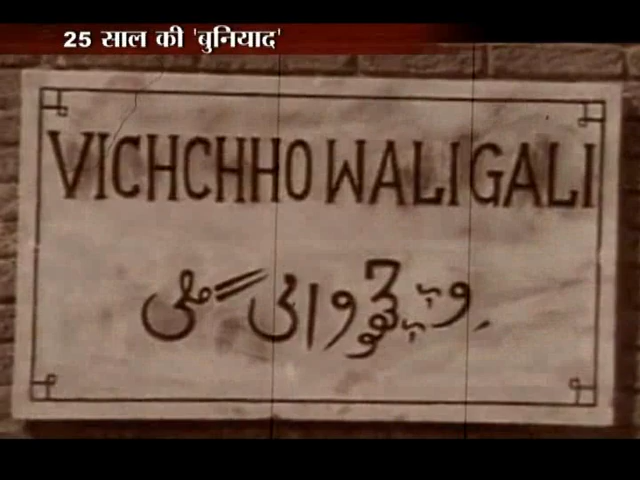 25 साल की 'बुनियाद'
VICHCHHO WALI GALI
وچھو والی گلی